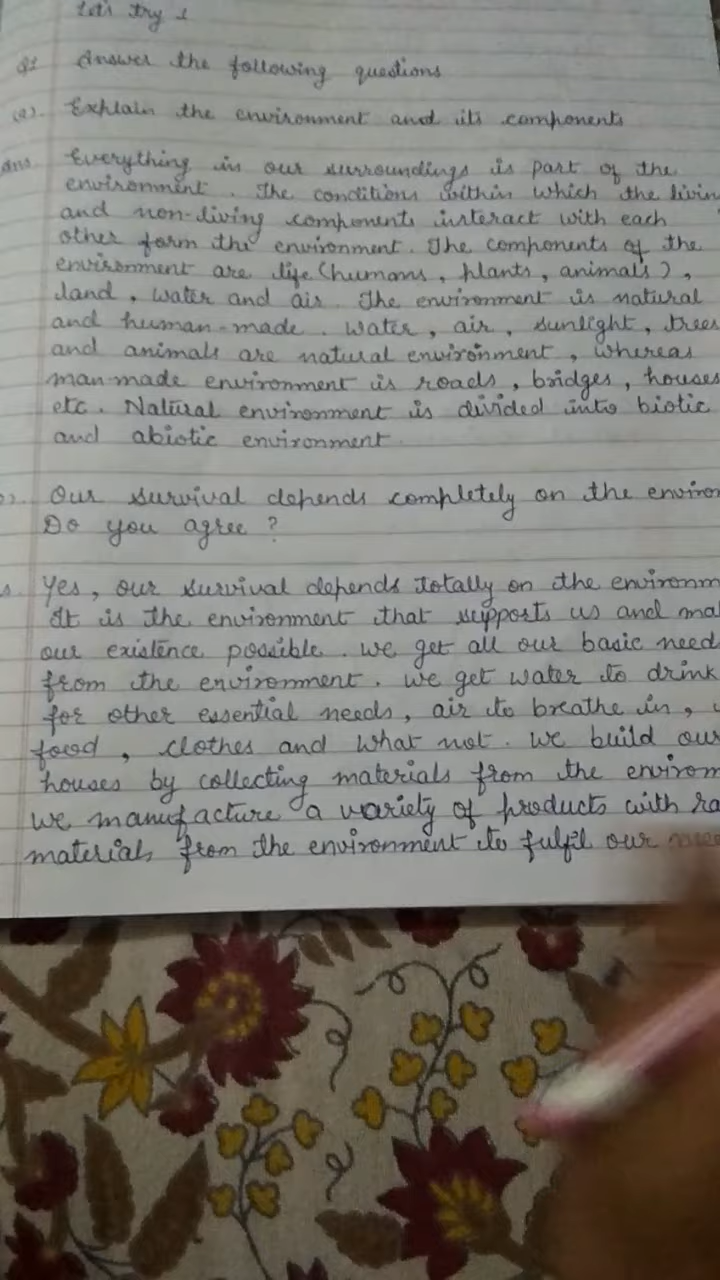 Let's try 1
Q1 Answer the following questions
(a). Explain the environment and its components
Ans Everything in our surroundings is part of the
environment. The conditions within which the livin
and non-living components interact with each
other form the environment. The components of the
environment are life (humans, plants, animals),
land, water and air. The environment is natural
and human-made. Water, air, sunlight, trees
and animals are natural environment, whereas
man-made environment is roads, bridges, houses
etc. Natural environment is divided into biotic
and abiotic environment.
Our survival depends completely on the environ
Do you agree?
Yes, our survival depends totally on the environm
It is the environment that supports us and ma
our existence possible. We get all our basic need
from the environment. We get water to drink
for other essential needs, air to breathe in,
food, clothes and what not. We build our
houses by collecting materials from the environ
We manufacture a variety of products with ra
materials from the environment to fulfil our